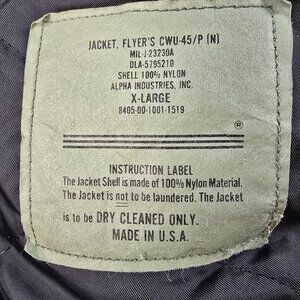 JACKET, FLYER'S CWU-45/P (N)
MIL-J-23230A
DLA-5795210
SHELL 100% NYLON
ALPHA INDUSTRIES, INC.
X-LARGE
8405-00-1001-1519
®
INSTRUCTION LABEL
The Jacket Shell is made of 100% Nylon Material.
The Jacket is not to be laundered. The Jacket
is to be DRY CLEANED ONLY.
MADE IN U.S.A.